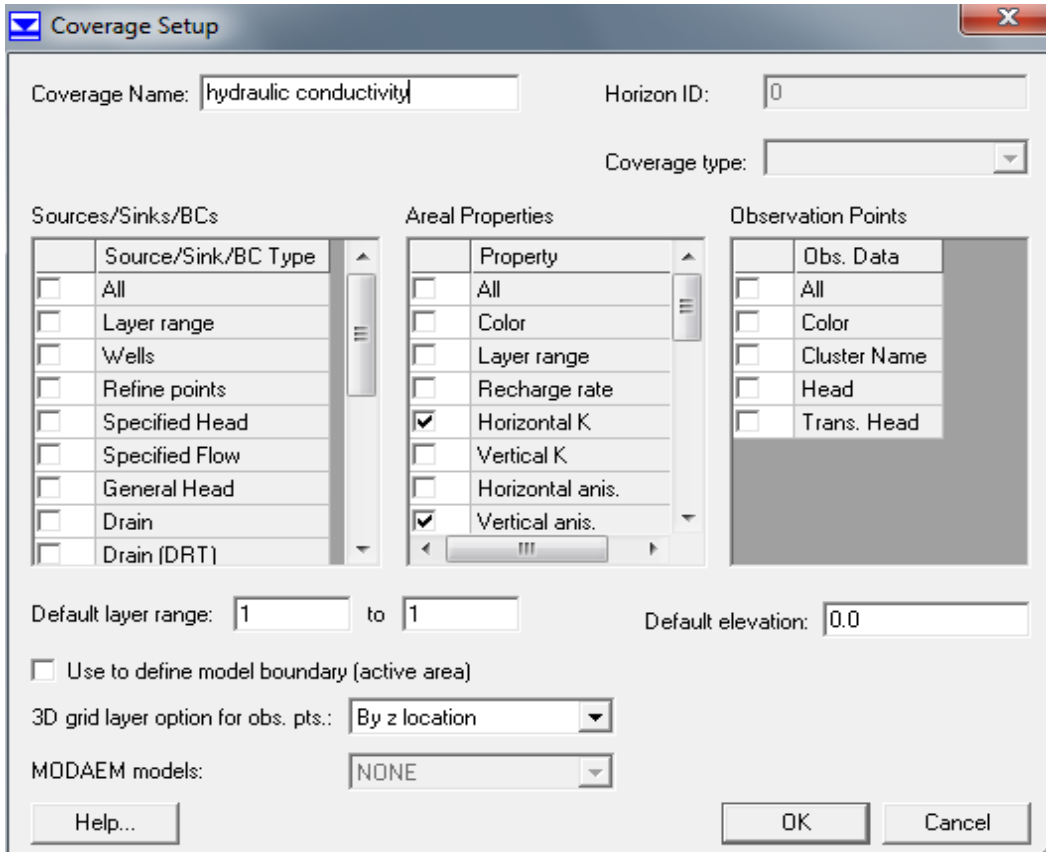 Coverage Setup
Coverage Name: hydraulic conductivity
Horizon ID: 0
Coverage type:
Sources/Sinks/BCs
Source/Sink/BC Type
All
Layer range
Wells
Refine points
Specified Head
Specified Flow
General Head
Drain
Drain (DRT)
Areal Properties
Property
All
Color
Layer range
Recharge rate
Horizontal K
Vertical K
Horizontal anis.
Vertical anis.
Observation Points
Obs. Data
All
Color
Cluster Name
Head
Trans. Head
Default layer range: 1 to 1
Default elevation: 0.0
Use to define model boundary (active area)
3D grid layer option for obs. pts.: By z location
MODAEM models: NONE
Help...
OK
Cancel